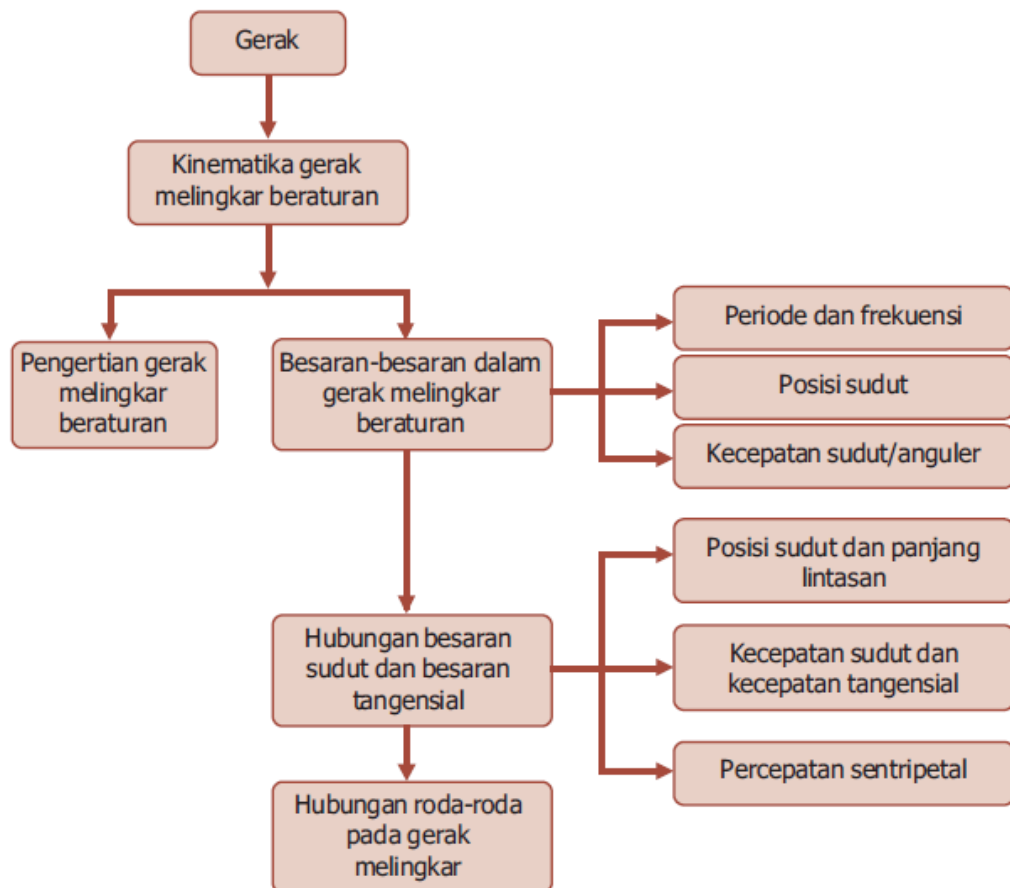 Gerak
Kinematika gerak
melingkar beraturan
Pengertian gerak
melingkar
beraturan
Besaran-besaran dalam
gerak melingkar
beraturan
Periode dan frekuensi
Posisi sudut
Kecepatan sudut/anguler
Hubungan besaran
sudut dan besaran
tangensial
Posisi sudut dan panjang
lintasan
Kecepatan sudut dan
kecepatan tangensial
Percepatan sentripetal
Hubungan roda-roda
pada gerak
melingkar